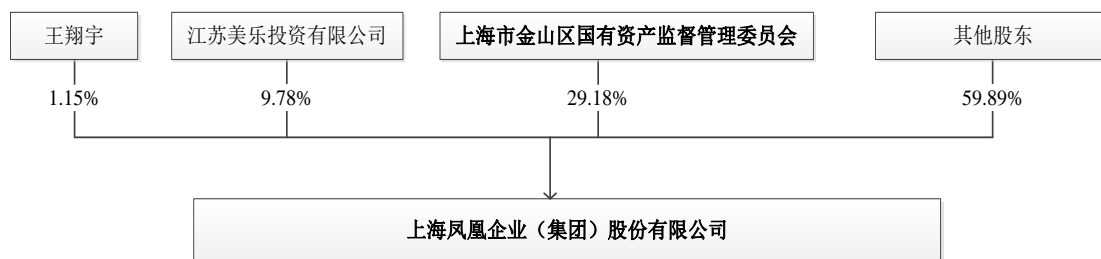 王翔宇
江苏美乐投资有限公司
上海市金山区国有资产监督管理委员会
其他股东
1.15%
9.78%
29.18%
59.89%
上海凤凰企业（集团）股份有限公司